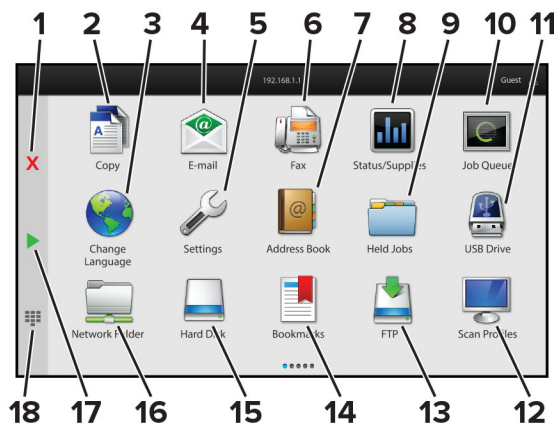 1 2 3 4 5 6 7 8 9 10 11
192.168.1.1 Guest
X
A
@
Copy E-mail Fax Status/Supplies Job Queue
@
Change Language Settings Address Book Held Jobs USB Drive
Network Folder Hard Disk Bookmarks FTP Scan Profiles
18 17 16 15 14 13 12